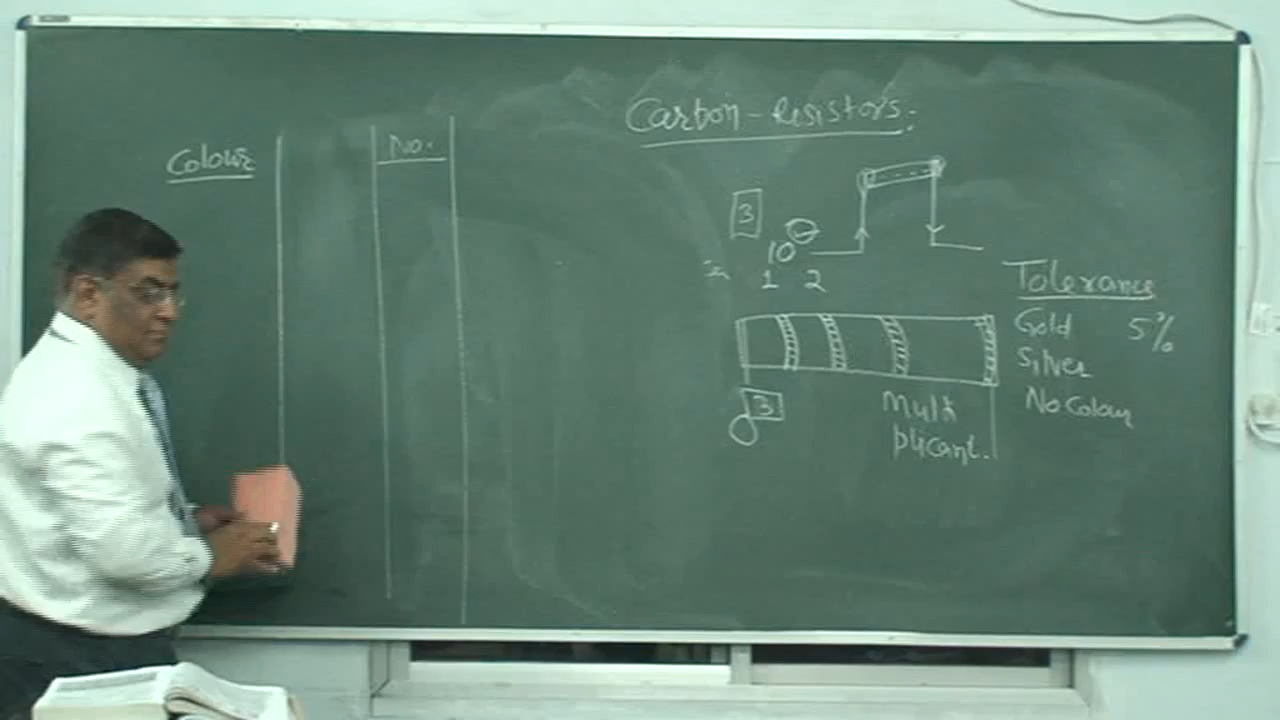 Carbon-Resistors.
Colour
No.
3
10
1 2
Tolerance
Gold 5%
Silver
No Colour
3
Multi
plicant.